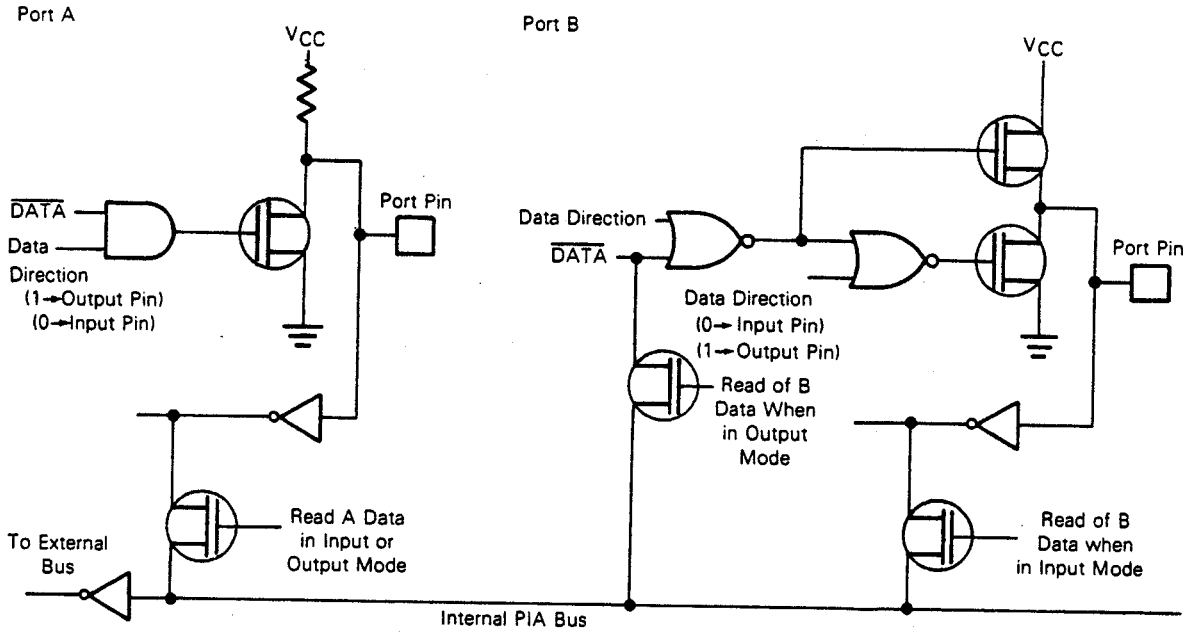 Port A
Port B
VCC
VCC
DATA
Data
Direction
(1→Output Pin)
(0→Input Pin)
Port Pin
Data Direction
DATA
Data Direction
(0→ Input Pin)
(1→Output Pin)
Port Pin
Read of B
Data When
in Output
Mode
Read A Data
in Input or
Output Mode
Read of B
Data when
in Input Mode
To External
Bus
Internal PIA Bus